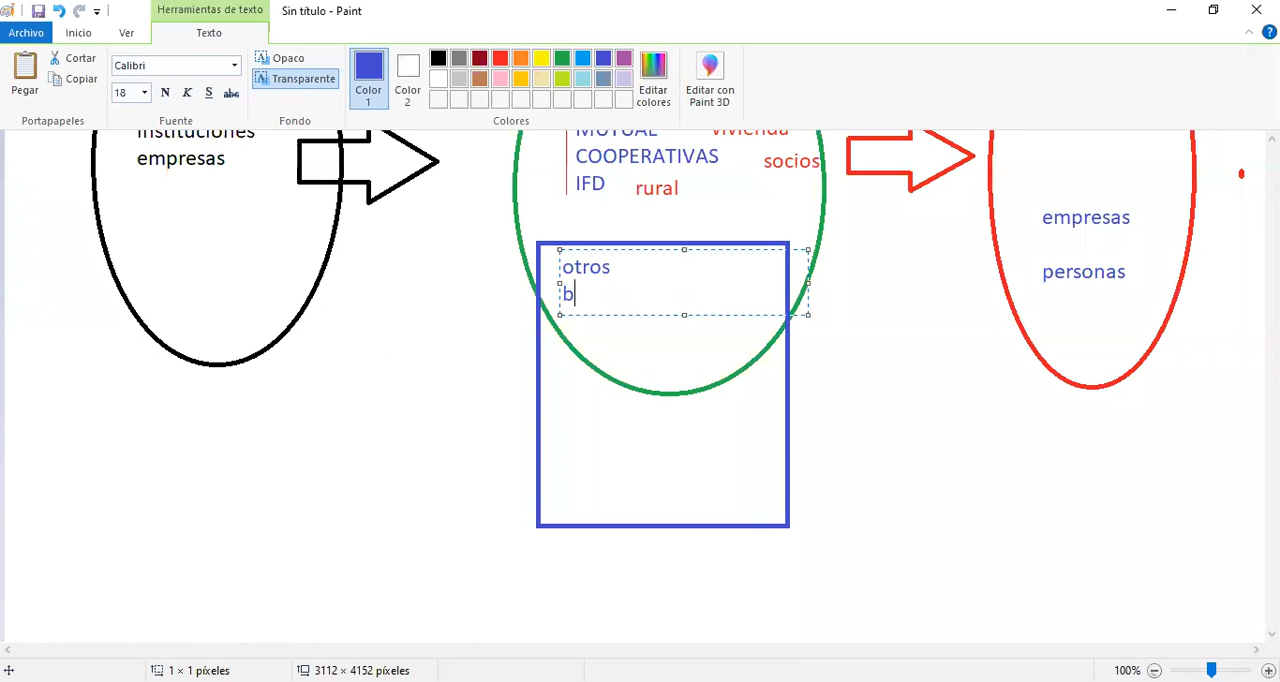 Herramientas de texto
Sin título - Paint
Archivo
Inicio
Ver
Texto
Pegar
Cortar
Copiar
Portapapeles
Calibri
18
N K S abc
Fuente
Opaco
Transparente
Fondo
Color 1
Color 2
Editar colores
Colores
Editar con Paint 3D
instituciones
empresas
MUTUAL vivienda
COOPERATIVAS socios
IFD rural
otros
b
empresas
personas
1 × 1 píxeles
3112 × 4152 píxeles
100%